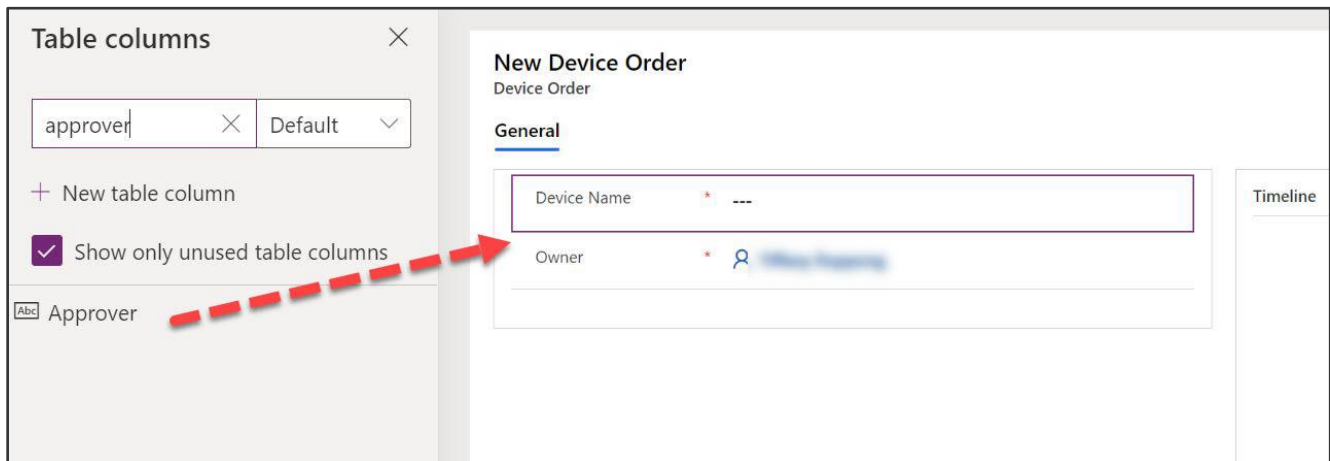 Table columns
approver
Default
New table column
Show only unused table columns
Abc Approver
New Device Order
Device Order
General
Device Name * ---
Owner *
Timeline